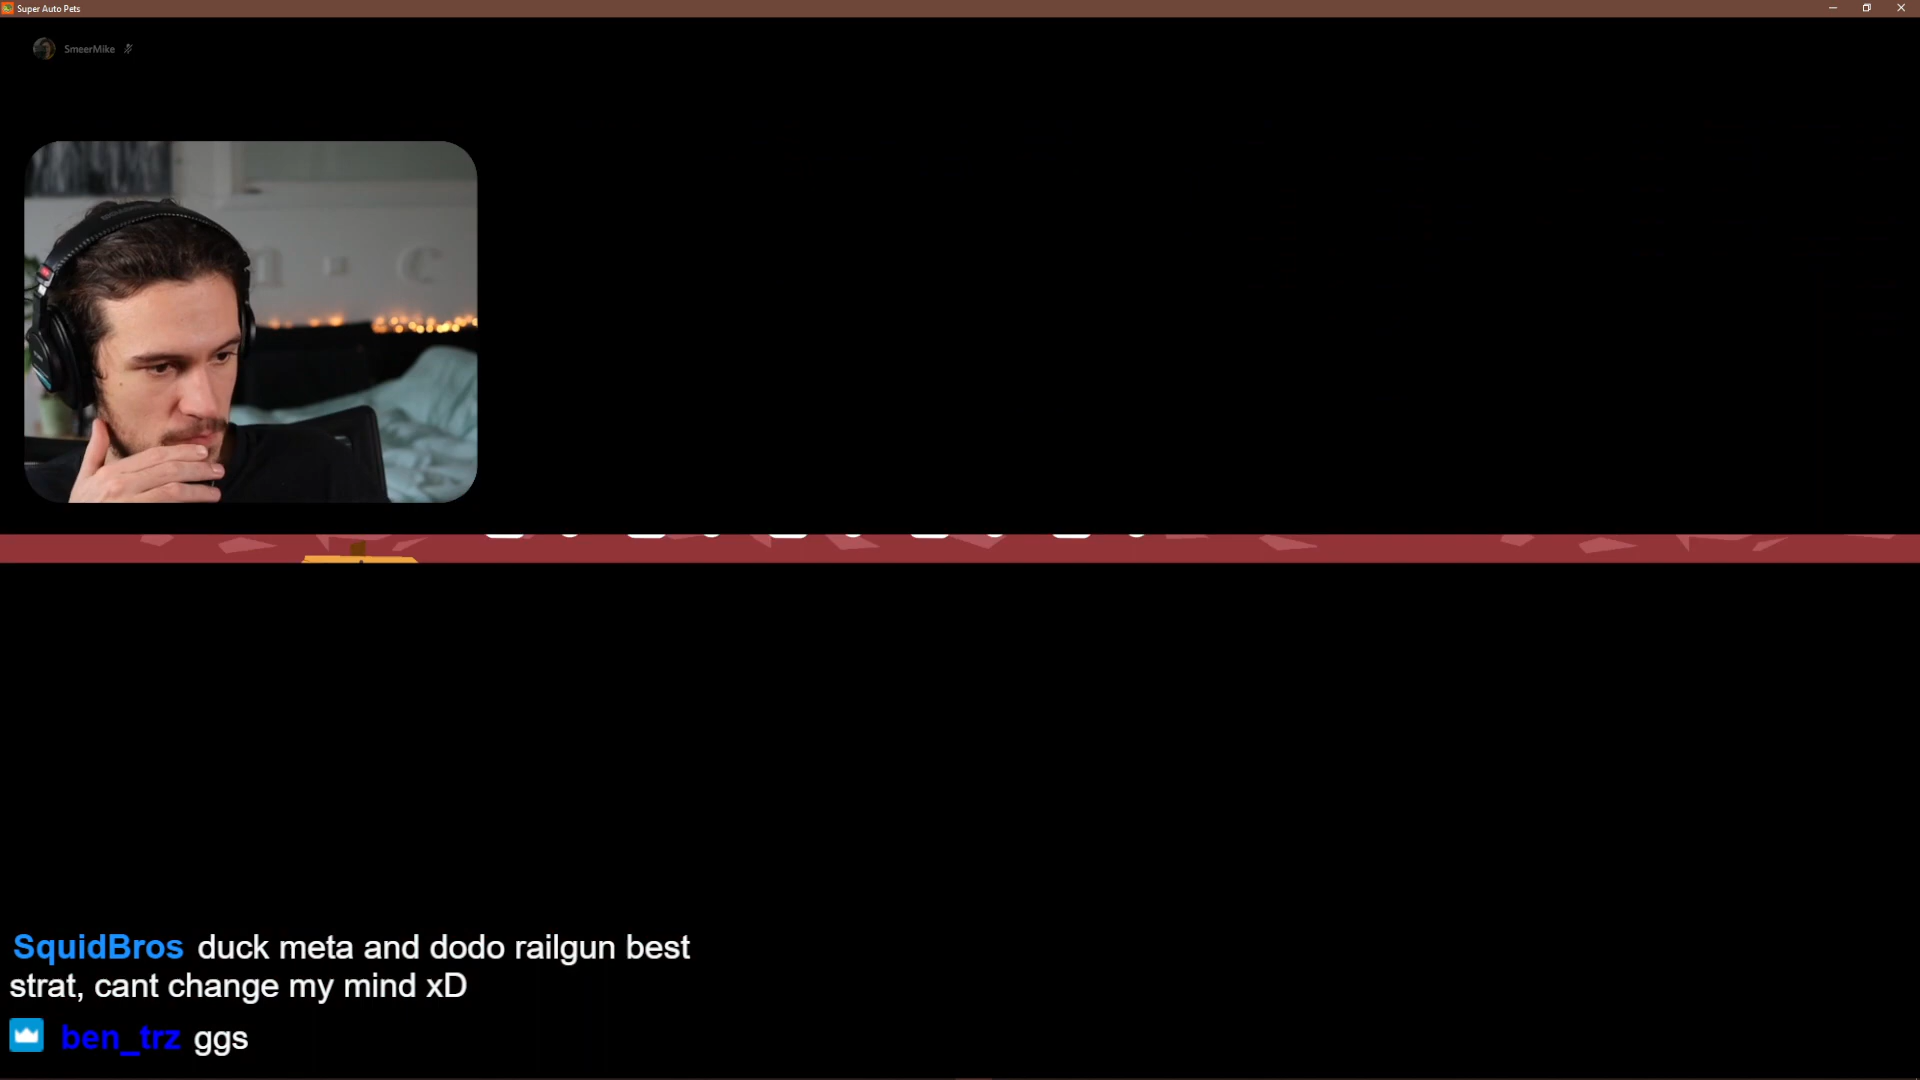 Super Auto Pets
SmeerMike
SquidBros duck meta and dodo railgun best
strat, cant change my mind xD
ben_trz ggs